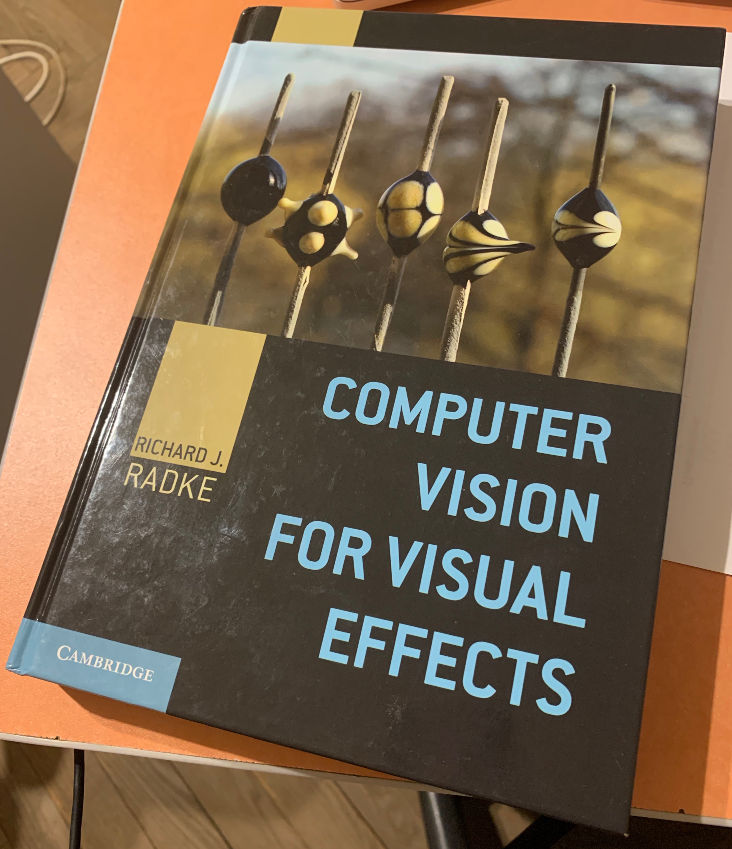 RICHARD J.
RADKE
COMPUTER
VISION
FOR VISUAL
EFFECTS
CAMBRIDGE